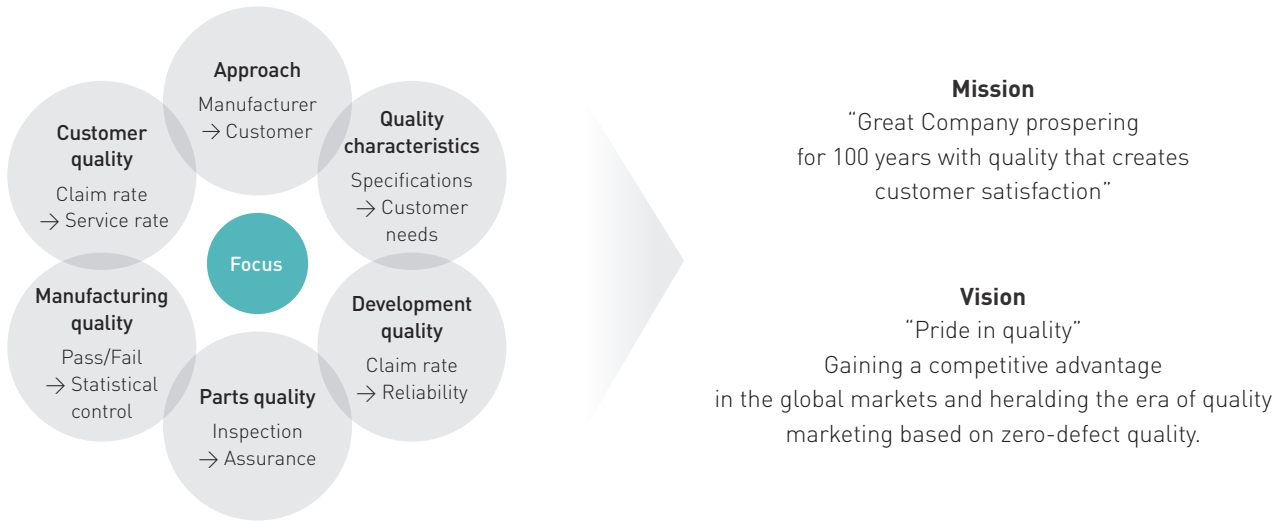 Approach
Manufacturer
→ Customer
Quality
characteristics
Specifications
→ Customer
needs
Development
quality
Claim rate
→ Reliability
Parts quality
Inspection
→ Assurance
Manufacturing
quality
Pass/Fail
→ Statistical
control
Customer
quality
Claim rate
→ Service rate
Focus
Mission
“Great Company prospering
for 100 years with quality that creates
customer satisfaction”
Vision
“Pride in quality”
Gaining a competitive advantage
in the global markets and heralding the era of quality
marketing based on zero-defect quality.